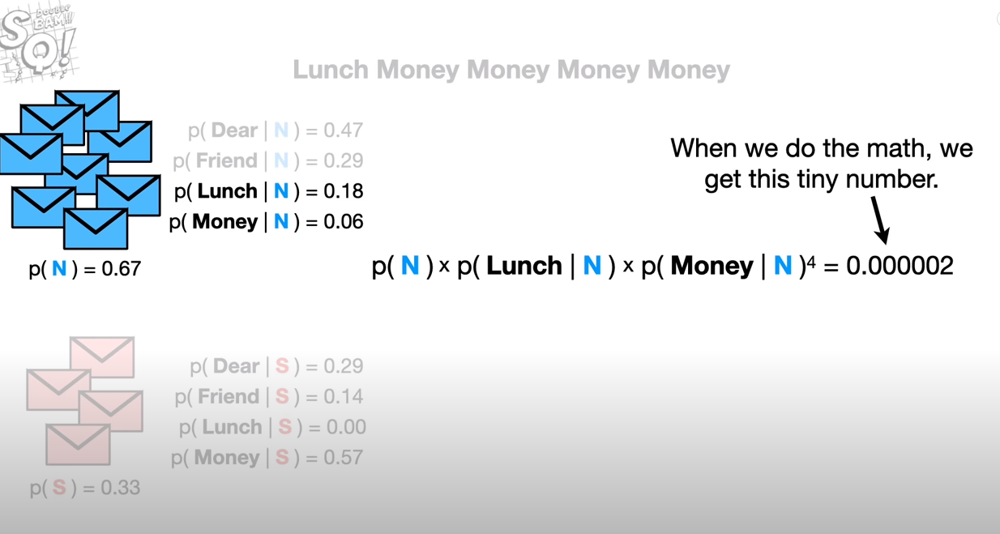 DOUBLE
BAM!!!
SQ!
Lunch Money Money Money Money
p( Dear | N ) = 0.47
p( Friend | N ) = 0.29
p( Lunch | N ) = 0.18
p( Money | N ) = 0.06
p( N ) = 0.67
When we do the math, we
get this tiny number.
p( N ) x p( Lunch | N ) x p( Money | N )⁴ = 0.000002
p( Dear | S ) = 0.29
p( Friend | S ) = 0.14
p( Lunch | S ) = 0.00
p( Money | S ) = 0.57
p( S ) = 0.33